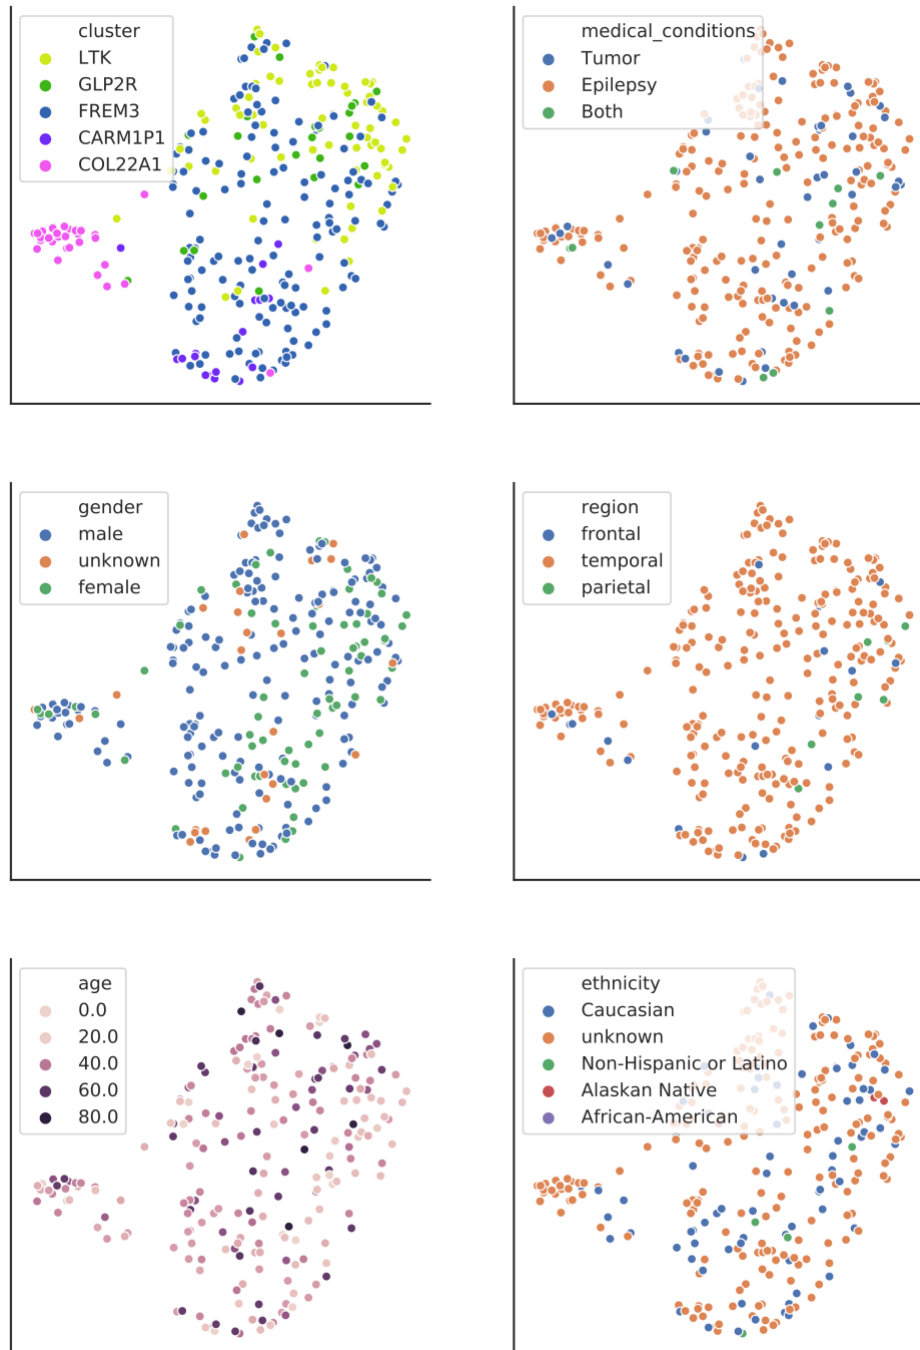 cluster
LTK
GLP2R
FREM3
CARM1P1
COL22A1
medical_conditions
Tumor
Epilepsy
Both
gender
male
unknown
female
region
frontal
temporal
parietal
age
0.0
20.0
40.0
60.0
80.0
ethnicity
Caucasian
unknown
Non-Hispanic or Latino
Alaskan Native
African-American